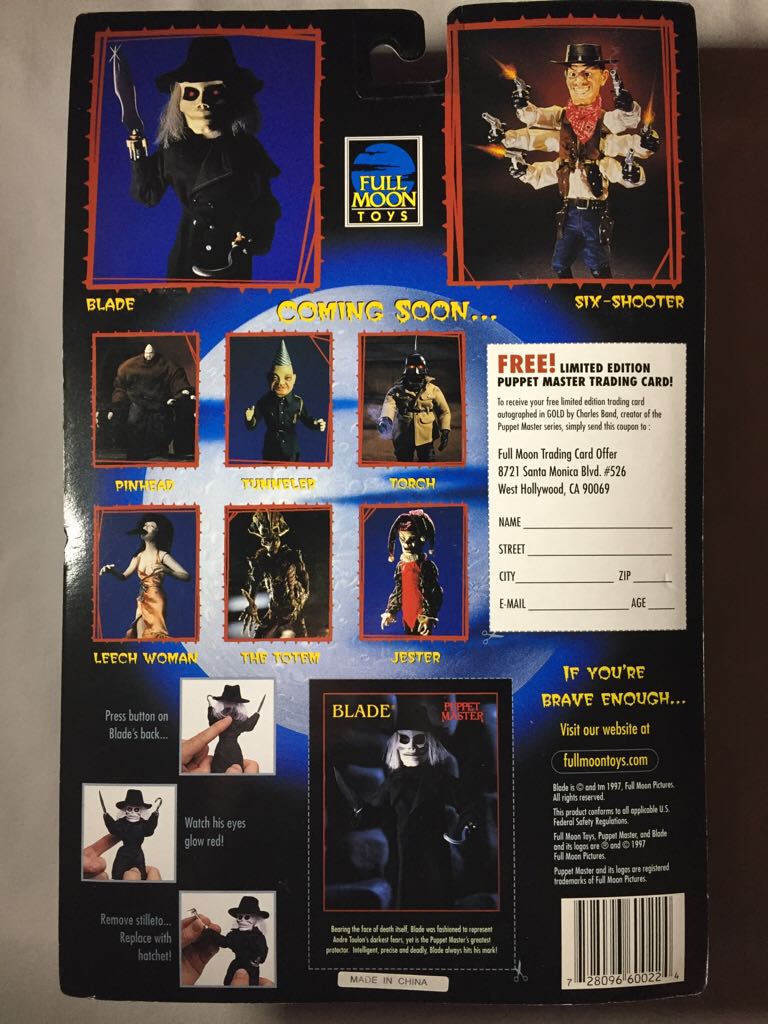 FULL
MOON
TOYS
BLADE
SIX-SHOOTER
COMING SOON...
PINHEAD
TUNNELER
TORCH
LEECH WOMAN
THE TOTEM
JESTER
FREE! LIMITED EDITION
PUPPET MASTER TRADING CARD!
To receive your free limited edition trading card
autographed in GOLD by Charles Band, creator of the
Puppet Master series, simply send this coupon to :
Full Moon Trading Card Offer
8721 Santa Monica Blvd. #526
West Hollywood, CA 90069
NAME
STREET
CITY ZIP
E-MAIL AGE
Press button on
Blade's back...
Watch his eyes
glow red!
Remove stilleto...
Replace with
hatchet!
BLADE
PUPPET
MASTER
Bearing the face of death itself, Blade was fashioned to represent
Andre Toulon's darkest fears, yet is the Puppet Master's greatest
protector. Intelligent, precise and deadly, Blade always hits his mark!
MADE IN CHINA
IF YOU'RE
BRAVE ENOUGH...
Visit our website at
fullmoontoys.com
Blade is © and tm 1997, Full Moon Pictures.
All rights reserved.
This product conforms to all applicable U.S.
Federal Safety Regulations.
Full Moon Toys, Puppet Master, and Blade
and its logos are ® and © 1997
Full Moon Pictures.
Puppet Master and its logos are registered
trademarks of Full Moon Pictures.
7 28096 60022 4